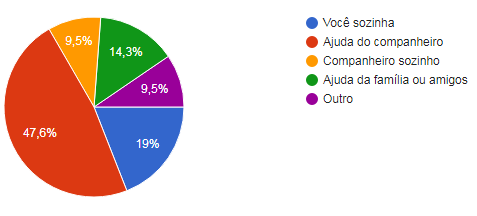 9,5%
14,3%
9,5%
47,6%
19%
Você sozinha
Ajuda do companheiro
Companheiro sozinho
Ajuda da família ou amigos
Outro